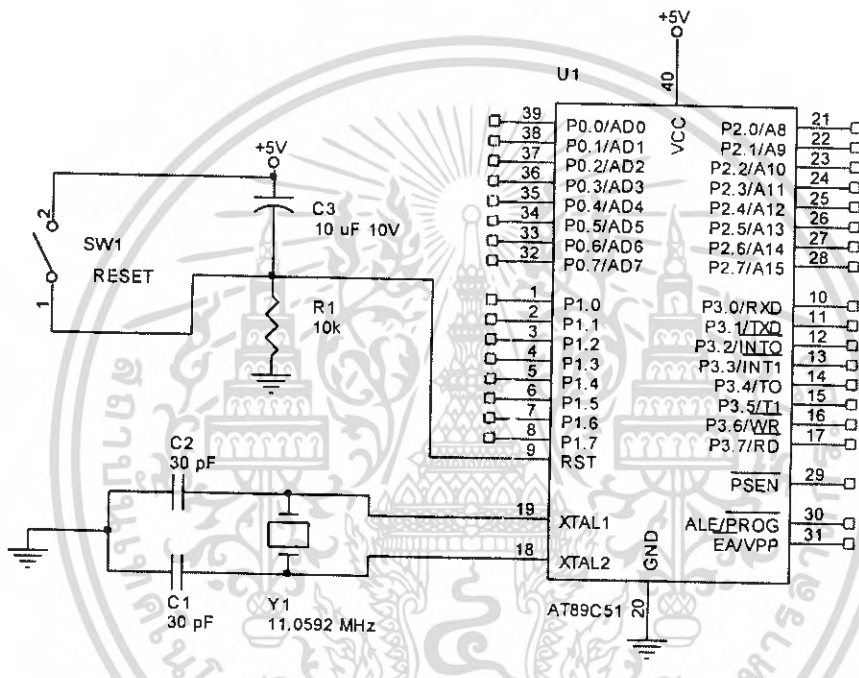 +5V
U1
40
VCC
39 P0.0/AD0
38 P0.1/AD1
37 P0.2/AD2
36 P0.3/AD3
35 P0.4/AD4
34 P0.5/AD5
33 P0.6/AD6
32 P0.7/AD7
1 P1.0
2 P1.1
3 P1.2
4 P1.3
5 P1.4
6 P1.5
7 P1.6
8 P1.7
9 RST
19 XTAL1
18 XTAL2
P2.0/A8 21
P2.1/A9 22
P2.2/A10 23
P2.3/A11 24
P2.4/A12 25
P2.5/A13 26
P2.6/A14 27
P2.7/A15 28
P3.0/RXD 10
P3.1/TXD 11
P3.2/INTO 12
P3.3/INT1 13
P3.4/TO 14
P3.5/T1 15
P3.6/WR 16
P3.7/RD 17
PSEN 29
ALE/PROG 30
EA/VPP 31
GND
20
AT89C51
+5V
C3
10 uF 10V
2
SW1
RESET
1
R1
10k
C2
30 pF
C1
30 pF
Y1
11.0592 MHz